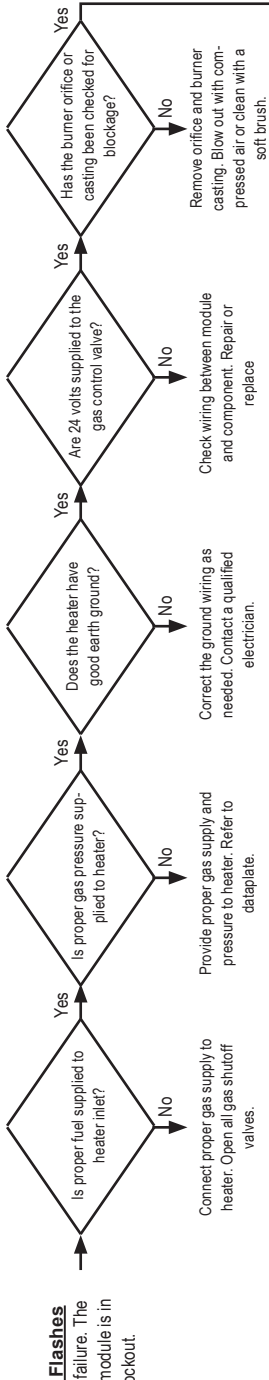 Flashes
failure. The
module is in
ockout.
Is proper fuel supplied to
heater inlet?
Yes
No
Connect proper gas supply to
heater. Open all gas shutoff
valves.
Is proper gas pressure sup-
plied to heater?
Yes
No
Provide proper gas supply and
pressure to heater. Refer to
dataplate.
Does the heater have
good earth ground?
Yes
No
Correct the ground wiring as
needed. Contact a qualified
electrician.
Are 24 volts supplied to the
gas control valve?
Yes
No
Check wiring between module
and component. Repair or
replace
Has the burner orifice or
casting been checked for
blockage?
Yes
No
Remove orifice and burner
casting. Blow out with com-
pressed air or clean with a
soft brush.